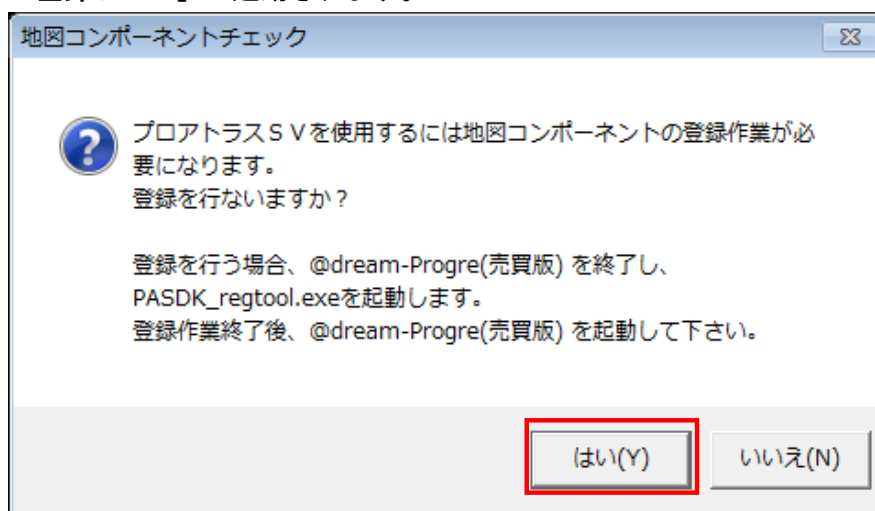 地図コンポーネントチェック
プロアトラスＳＶを使用するには地図コンポーネントの登録作業が必
要になります。
登録を行ないますか？
登録を行う場合、@dream-Progre(売買版) を終了し、
PASDK_regtool.exeを起動します。
登録作業終了後、@dream-Progre(売買版) を起動して下さい。
はい(Y)
いいえ(N)